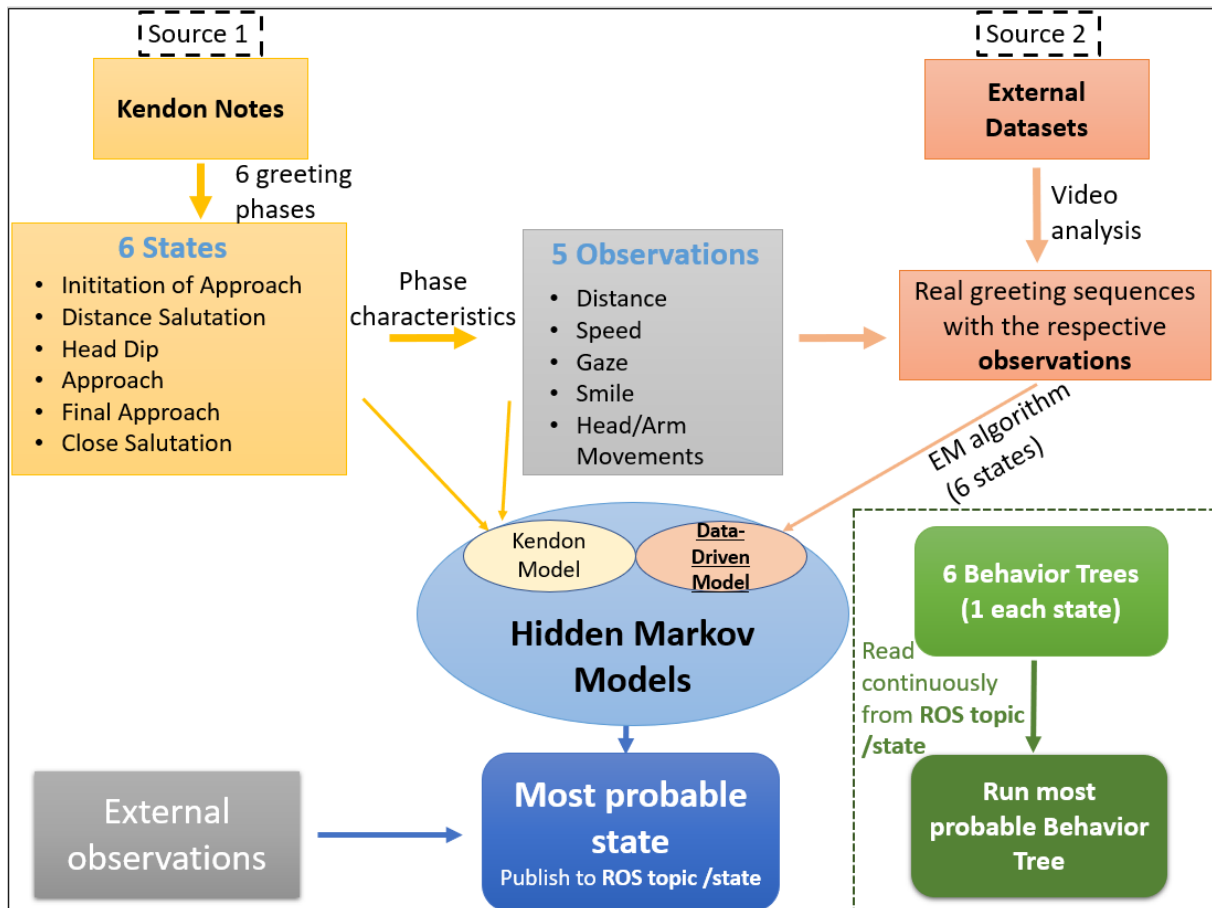 Source 1
Kendon Notes
6 greeting
phases
6 States
• Inititation of Approach
• Distance Salutation
• Head Dip
• Approach
• Final Approach
• Close Salutation
Phase
characteristics
5 Observations
• Distance
• Speed
• Gaze
• Smile
• Head/Arm
Movements
Source 2
External
Datasets
Video
analysis
Real greeting sequences
with the respective
observations
EM algorithm
(6 states)
Kendon
Model
Data-
Driven
Model
Hidden Markov
Models
External
observations
Most probable
state
Publish to ROS topic /state
6 Behavior Trees
(1 each state)
Read
continuously
from ROS topic
/state
Run most
probable Behavior
Tree